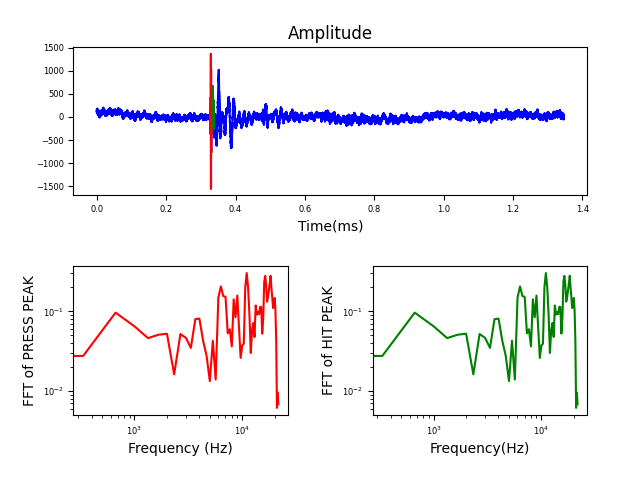 Amplitude
1500
1000
500
0
−500
−1000
−1500
0.0 0.2 0.4 0.6 0.8 1.0 1.2 1.4
Time(ms)
FFT of PRESS PEAK
10⁻¹
10⁻²
10³ 10⁴
Frequency (Hz)
FFT of HIT PEAK
10⁻¹
10⁻²
10³ 10⁴
Frequency(Hz)